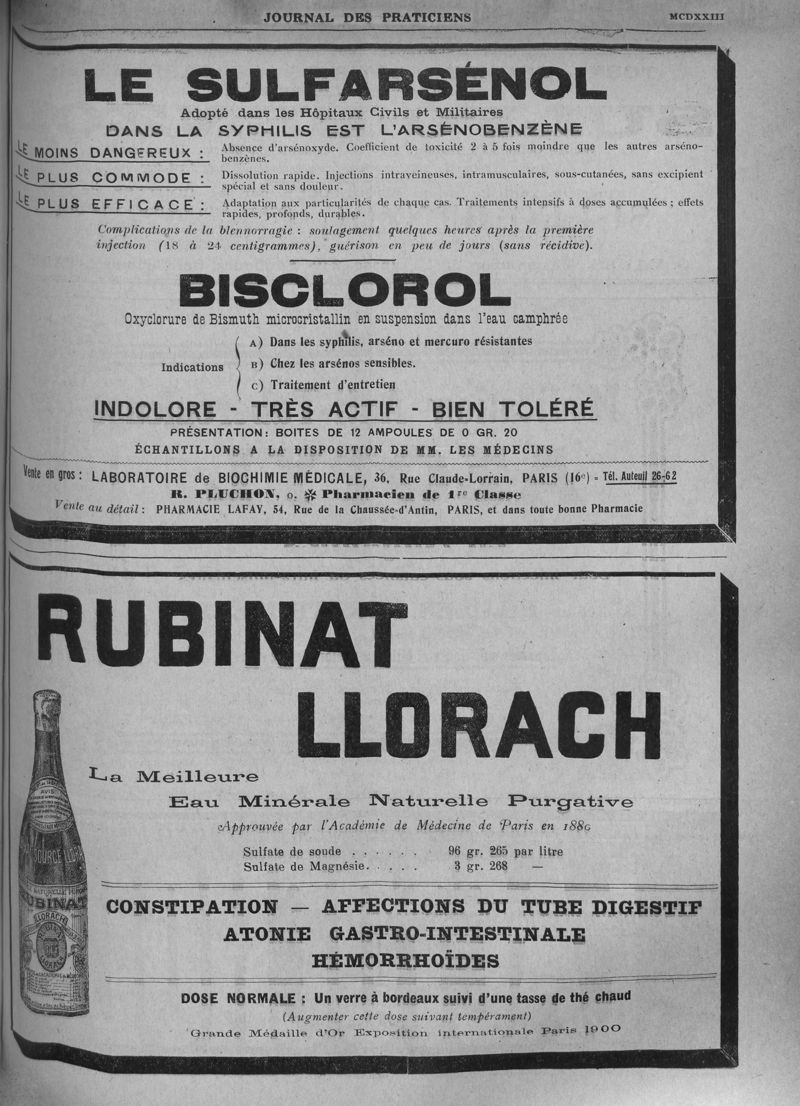 JOURNAL DES PRATICIENS
MCDXXIII
LE SULFARSÉNOL
Adopté dans les Hôpitaux Civils et Militaires
DANS LA SYPHILIS EST L'ARSÉNOBENZÈNE
LE MOINS DANGEREUX : Absence d'arsénoxyde. Coefficient de toxicité 2 à 5 fois moindre que les autres arséno-
benzènes.
LE PLUS COMMODE : Dissolution rapide. Injections intraveineuses, intramusculaires, sous-cutanées, sans excipient
spécial et sans douleur.
LE PLUS EFFICACE : Adaptation aux particularités de chaque cas. Traitements intensifs à doses accumulées ; effets
rapides, profonds, durables.
Complications de la blennorragie : soulagement quelques heures après la première
injection (18 à 24 centigrammes), guérison en peu de jours (sans récidive).
BISCLOROL
Oxyclorure de Bismuth microcristallin en suspension dans l'eau camphrée
Indications
A) Dans les syphilis, arséno et mercuro résistantes
B) Chez les arsénos sensibles.
C) Traitement d'entretien
INDOLORE - TRÈS ACTIF - BIEN TOLÉRÉ
PRÉSENTATION : BOITES DE 12 AMPOULES DE 0 GR. 20
ÉCHANTILLONS A LA DISPOSITION DE MM. LES MÉDECINS
Vente en gros : LABORATOIRE de BIOCHIMIE MÉDICALE, 36, Rue Claude-Lorrain, PARIS (16e) - Tél. Auteuil 26-62
R. PLUCHON, O. ✻ Pharmacien de 1re Classe
Vente au détail : PHARMACIE LAFAY, 54, Rue de la Chaussée-d'Antin, PARIS, et dans toute bonne Pharmacie
RUBINAT
LLORACH
La Meilleure
Eau Minérale Naturelle Purgative
Approuvée par l'Académie de Médecine de Paris en 1880
Sulfate de soude . . . . . . 96 gr. 265 par litre
Sulfate de Magnésie. . . . . 3 gr. 268 —
AVIS
SOURCE
RUBINAT
LLORACH
CONSTIPATION — AFFECTIONS DU TUBE DIGESTIF
ATONIE GASTRO-INTESTINALE
HÉMORRHOÏDES
DOSE NORMALE : Un verre à bordeaux suivi d'une tasse de thé chaud
(Augmenter cette dose suivant tempérament)
Grande Médaille d'Or Exposition internationale Paris 1900